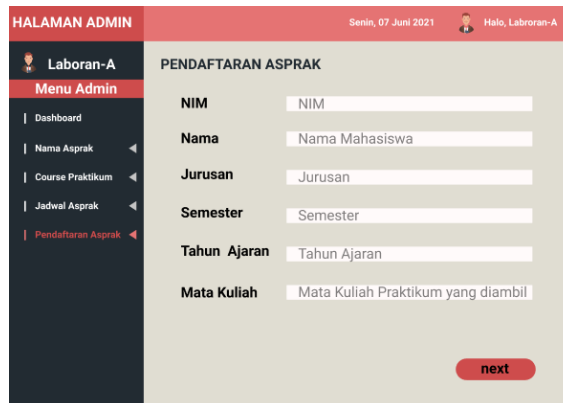 HALAMAN ADMIN
Senin, 07 Juni 2021
Halo, Labroran-A
Laboran-A
Menu Admin
Dashboard
Nama Asprak
Course Praktikum
Jadwal Asprak
Pendaftaran Asprak
PENDAFTARAN ASPRAK
NIM NIM
Nama Nama Mahasiswa
Jurusan Jurusan
Semester Semester
Tahun Ajaran Tahun Ajaran
Mata Kuliah Mata Kuliah Praktikum yang diambil
next